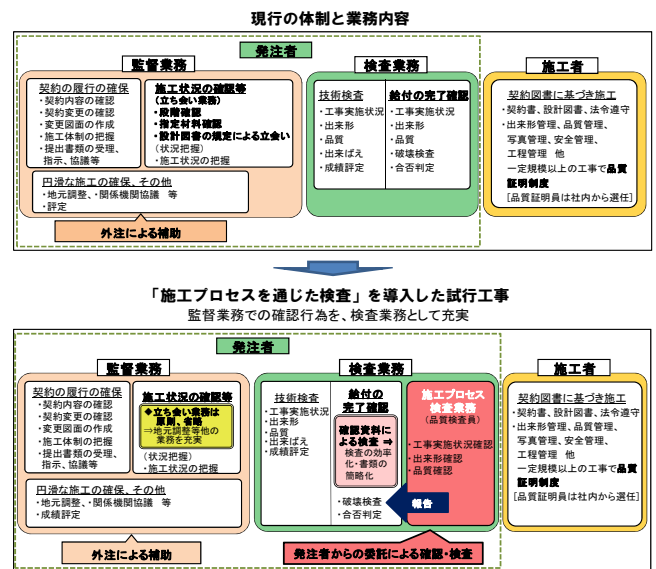 現行の体制と業務内容
発注者
監督業務
検査業務
施工者
契約の履行の確保
・契約内容の確認
・契約変更の確認
・変更図面の作成
・施工体制の把握
・提出書類の受理、
指示、協議等
施工状況の確認等
(立ち会い業務)
・段階確認
・指定材料確認
・設計図書の規定による立会い
(状況把握)
・施工状況の把握
円滑な施工の確保、その他
・地元調整、・関係機関協議 等
・評定
外注による補助
技術検査
・工事実施状況
・出来形
・品質
・出来ばえ
・成績評定
給付の完了確認
・工事実施状況
・出来形
・品質
・破壊検査
・合否判定
契約図書に基づき施工
・契約書、設計図書、法令遵守
・出来形管理、品質管理、
写真管理、安全管理、
工程管理 他
一定規模以上の工事で品質
証明制度
[品質証明員は社内から選任]
「施工プロセスを通じた検査」を導入した試行工事
監督業務での確認行為を、検査業務として充実
発注者
監督業務
検査業務
施工者
契約の履行の確保
・契約内容の確認
・契約変更の確認
・変更図面の作成
・施工体制の把握
・提出書類の受理、
指示、協議等
施工状況の確認等
◆立ち会い業務は
原則、省略
⇒地元調整等他の
業務を充実
(状況把握)
・施工状況の把握
円滑な施工の確保、その他
・地元調整、・関係機関協議 等
・成績評定
外注による補助
技術検査
・工事実施状況
・出来形
・品質
・出来ばえ
・成績評定
給付の
完了確認
確認資料に
よる検査 ⇒
検査の効率
化・書類の
簡略化
・破壊検査
・合否判定
施工プロセス
検査業務
(品質検査員)
・工事実施状況確認
・出来形確認
・品質確認
報告
発注者からの委託による確認・検査
契約図書に基づき施工
・契約書、設計図書、法令遵守
・出来形管理、品質管理、
写真管理、安全管理、
工程管理 他
一定規模以上の工事で品質
証明制度
[品質証明員は社内から選任]